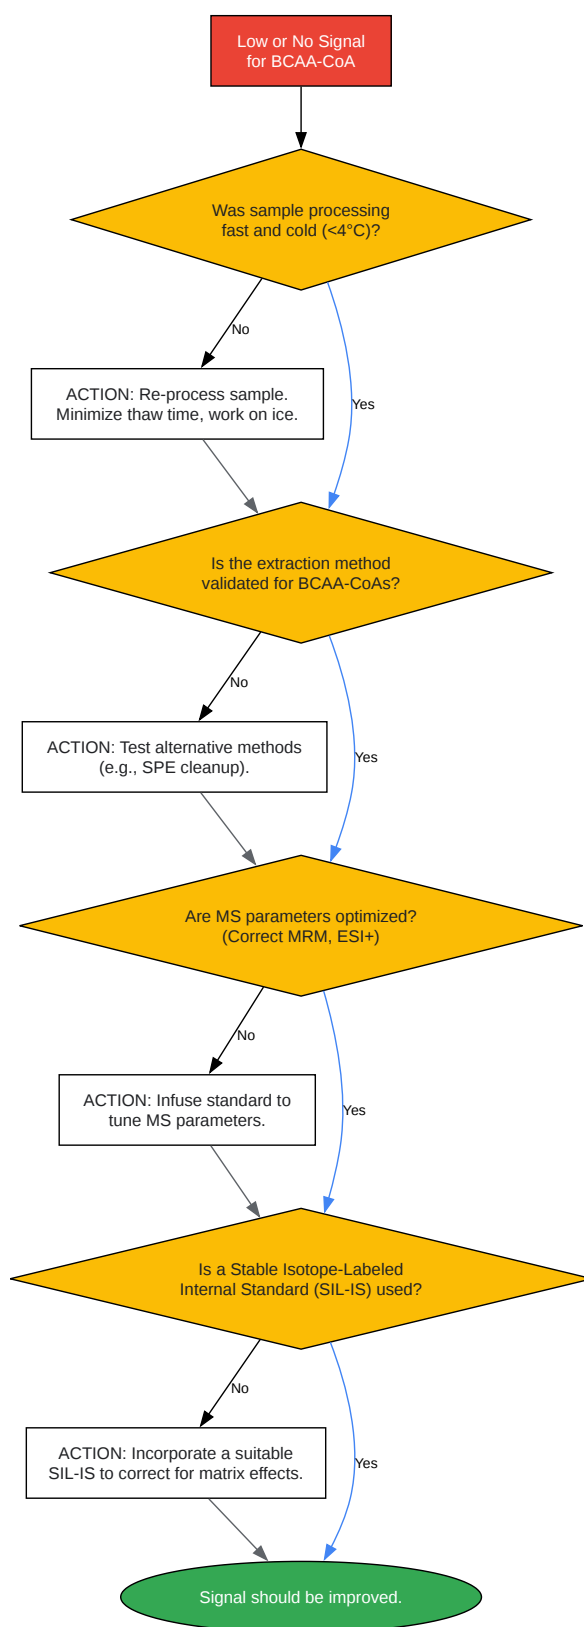 Low or No Signal
for BCAA-CoA
Was sample processing
fast and cold (<4°C)?
No
Yes
ACTION: Re-process sample.
Minimize thaw time, work on ice.
Is the extraction method
validated for BCAA-CoAs?
No
Yes
ACTION: Test alternative methods
(e.g., SPE cleanup).
Are MS parameters optimized?
(Correct MRM, ESI+)
No
Yes
ACTION: Infuse standard to
tune MS parameters.
Is a Stable Isotope-Labeled
Internal Standard (SIL-IS) used?
No
Yes
ACTION: Incorporate a suitable
SIL-IS to correct for matrix effects.
Signal should be improved.